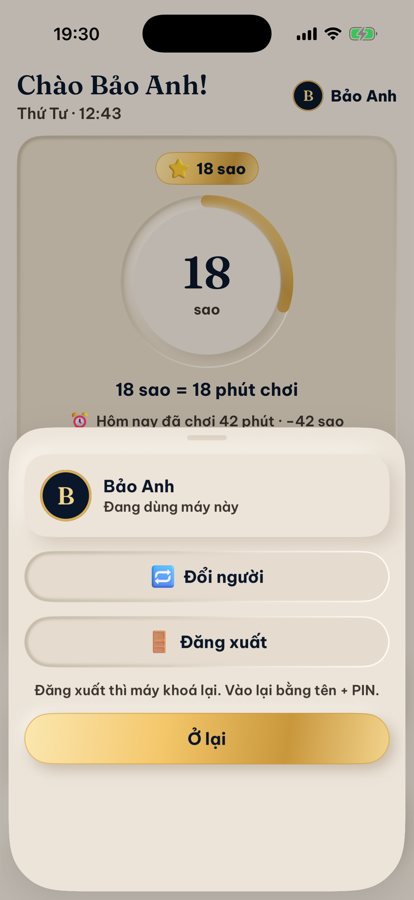 19:30
Chào Bảo Anh!
B Bảo Anh
Thứ Tư · 12:43
18 sao
18
sao
18 sao = 18 phút chơi
Hôm nay đã chơi 42 phút · −42 sao
B
Bảo Anh
Đang dùng máy này
Đổi người
Đăng xuất
Đăng xuất thì máy khoá lại. Vào lại bằng tên + PIN.
Ở lại